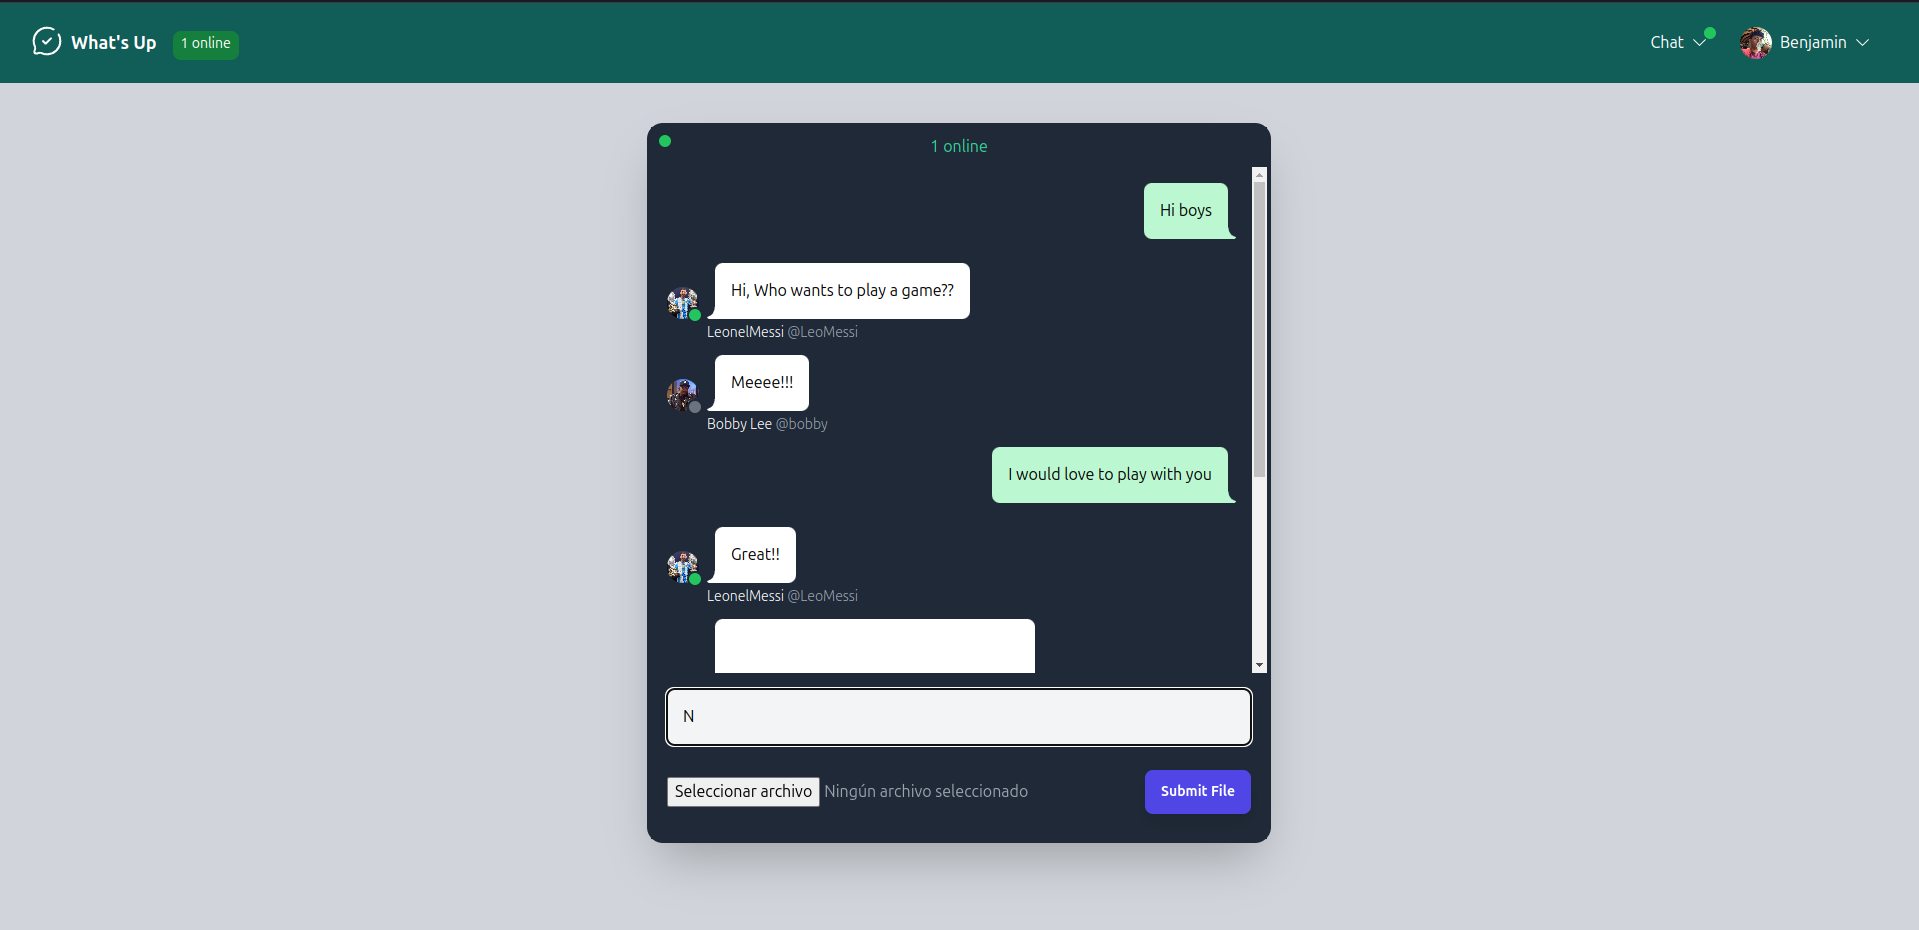 What's Up 1 online Chat Benjamin
1 online
Hi boys
Hi, Who wants to play a game??
LeonelMessi @LeoMessi
Meeee!!!
Bobby Lee @bobby
I would love to play with you
Great!!
LeonelMessi @LeoMessi
N
Seleccionar archivo Ningún archivo seleccionado Submit File